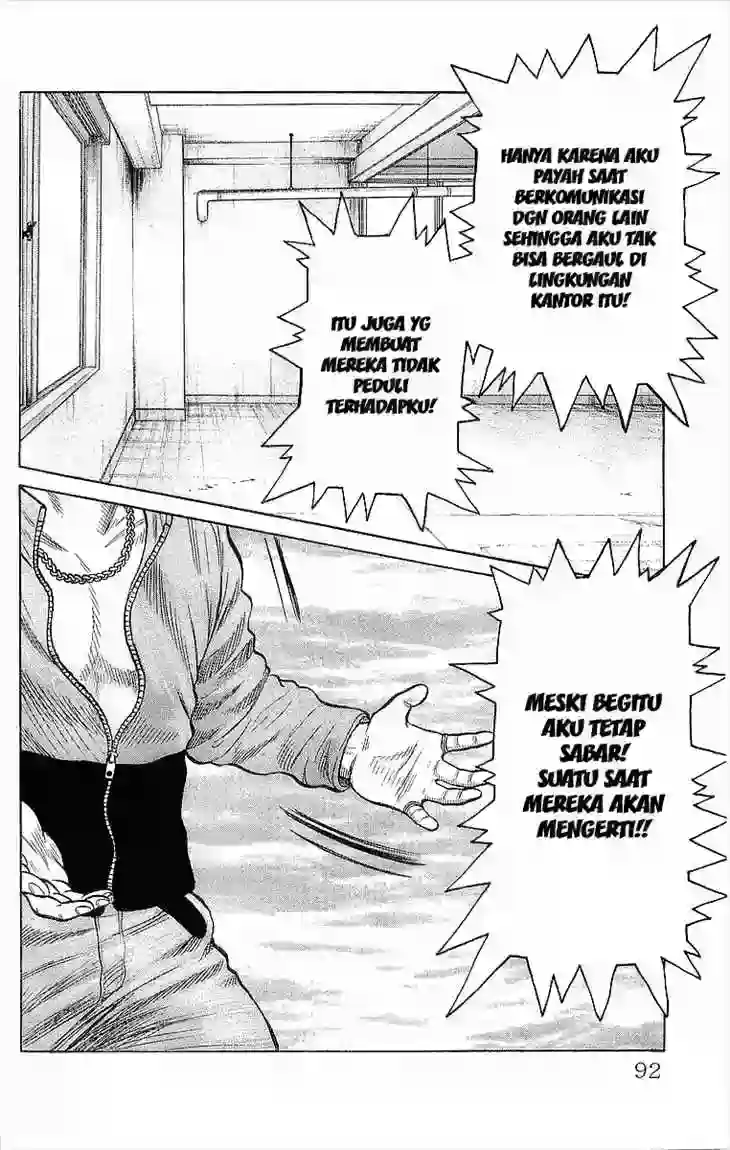 HANYA KARENA AKU
PAYAH SAAT
BERKOMUNIKASI
DGN ORANG LAIN
SEHINGGA AKU TAK
BISA BERGAUL DI
LINGKUNGAN
KANTOR ITU!
ITU JUGA YG
MEMBUAT
MEREKA TIDAK
PEDULI
TERHADAPKU!
MESKI BEGITU
AKU TETAP
SABAR!
SUATU SAAT
MEREKA AKAN
MENGERTI!!
92